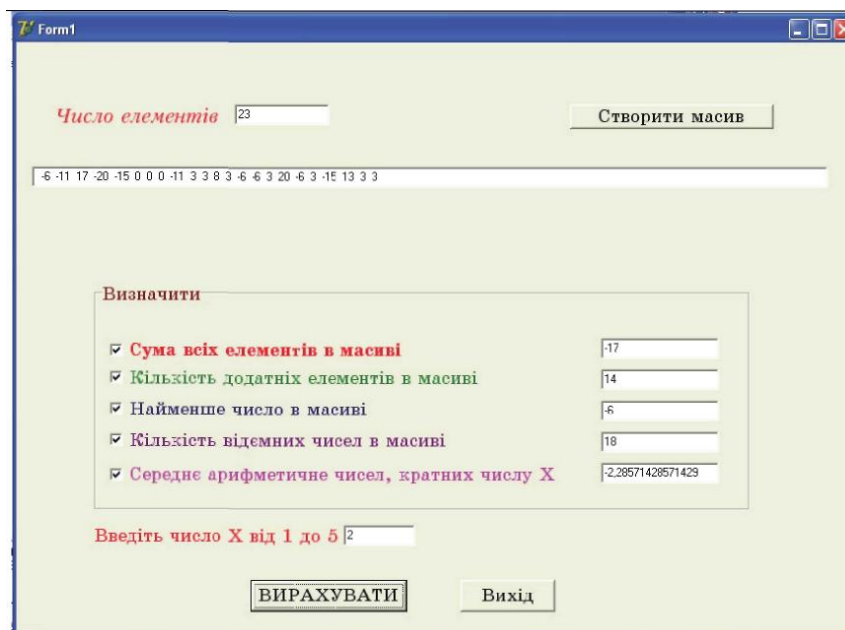 Form1
Число елементів 23 Створити масив
-6 -11 17 -20 -15 0 0 0 -11 3 3 8 3 -6 -6 3 20 -6 3 -15 13 3 3
Визначити
Сума всіх елементів в масиві -17
Кількість додатніх елементів в масиві 14
Найменше число в масиві -6
Кількість відємних чисел в масиві 18
Середнє арифметичне чисел, кратних числу X -2,28571428571429
Введіть число X від 1 до 5 2
ВИРАХУВАТИ Вихід